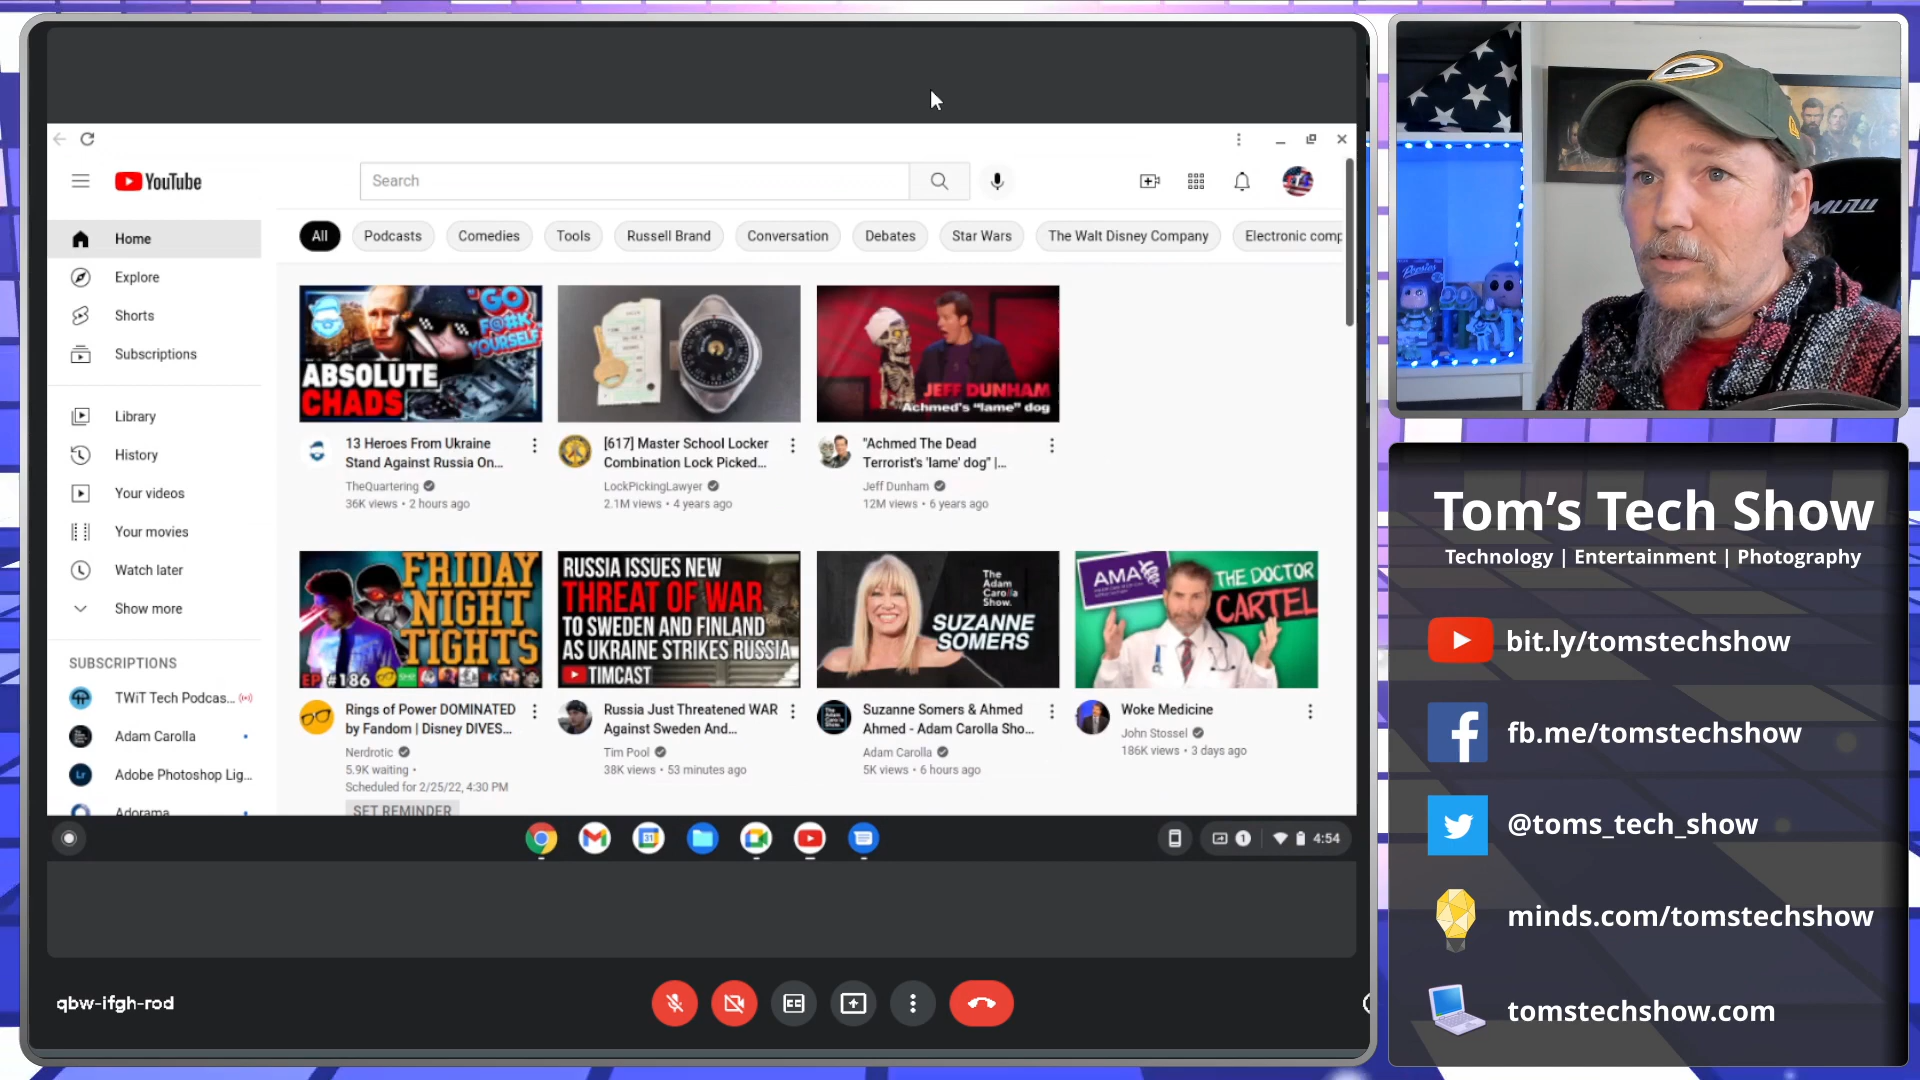 YouTube
Search
Home
Explore
Shorts
Subscriptions
Library
History
Your videos
Your movies
Watch later
Show more
SUBSCRIPTIONS
TWiT Tech Podcas...
Adam Carolla
Adobe Photoshop Lig...
Adorama
All
Podcasts
Comedies
Tools
Russell Brand
Conversation
Debates
Star Wars
The Walt Disney Company
Electronic comp
"GO
F@#K
YOURSELF
ABSOLUTE
CHADS
13 Heroes From Ukraine
Stand Against Russia On...
TheQuartering
36K views • 2 hours ago
[617] Master School Locker
Combination Lock Picked...
LockPickingLawyer
2.1M views • 4 years ago
JEFF DUNHAM
Achmed's "lame" dog
"Achmed The Dead
Terrorist's 'lame' dog" |...
Jeff Dunham
12M views • 6 years ago
FRIDAY
NIGHT
TIGHTS
EP #186
Rings of Power DOMINATED
by Fandom | Disney DIVES...
Nerdrotic
5.9K waiting •
Scheduled for 2/25/22, 4:30 PM
SET REMINDER
RUSSIA ISSUES NEW
THREAT OF WAR
TO SWEDEN AND FINLAND
AS UKRAINE STRIKES RUSSIA
TIMCAST
Russia Just Threatened WAR
Against Sweden And...
Tim Pool
38K views • 53 minutes ago
The
Adam
Carolla
Show.
SUZANNE
SOMERS
Suzanne Somers & Ahmed
Ahmed - Adam Carolla Sho...
Adam Carolla
5K views • 6 hours ago
AMA
THE DOCTOR
CARTEL
Woke Medicine
John Stossel
186K views • 3 days ago
31
1
4:54
qbw-ifgh-rod
Tom's Tech Show
Technology | Entertainment | Photography
bit.ly/tomstechshow
fb.me/tomstechshow
@toms_tech_show
minds.com/tomstechshow
tomstechshow.com